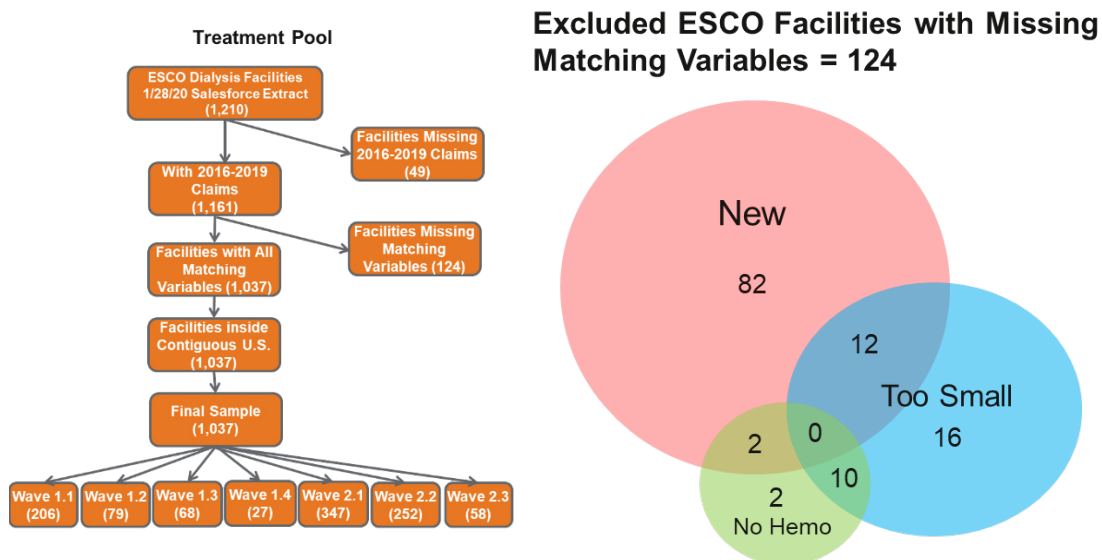 Treatment Pool
ESCO Dialysis Facilities
1/28/20 Salesforce Extract
(1,210)
Facilities Missing
2016-2019 Claims
(49)
With 2016-2019
Claims
(1,161)
Facilities Missing
Matching
Variables (124)
Facilities with All
Matching
Variables (1,037)
Facilities inside
Contiguous U.S.
(1,037)
Final Sample
(1,037)
Wave 1.1
(206)
Wave 1.2
(79)
Wave 1.3
(68)
Wave 1.4
(27)
Wave 2.1
(347)
Wave 2.2
(252)
Wave 2.3
(58)
Excluded ESCO Facilities with Missing
Matching Variables = 124
New
82
12
Too Small
16
2
0
10
2
No Hemo